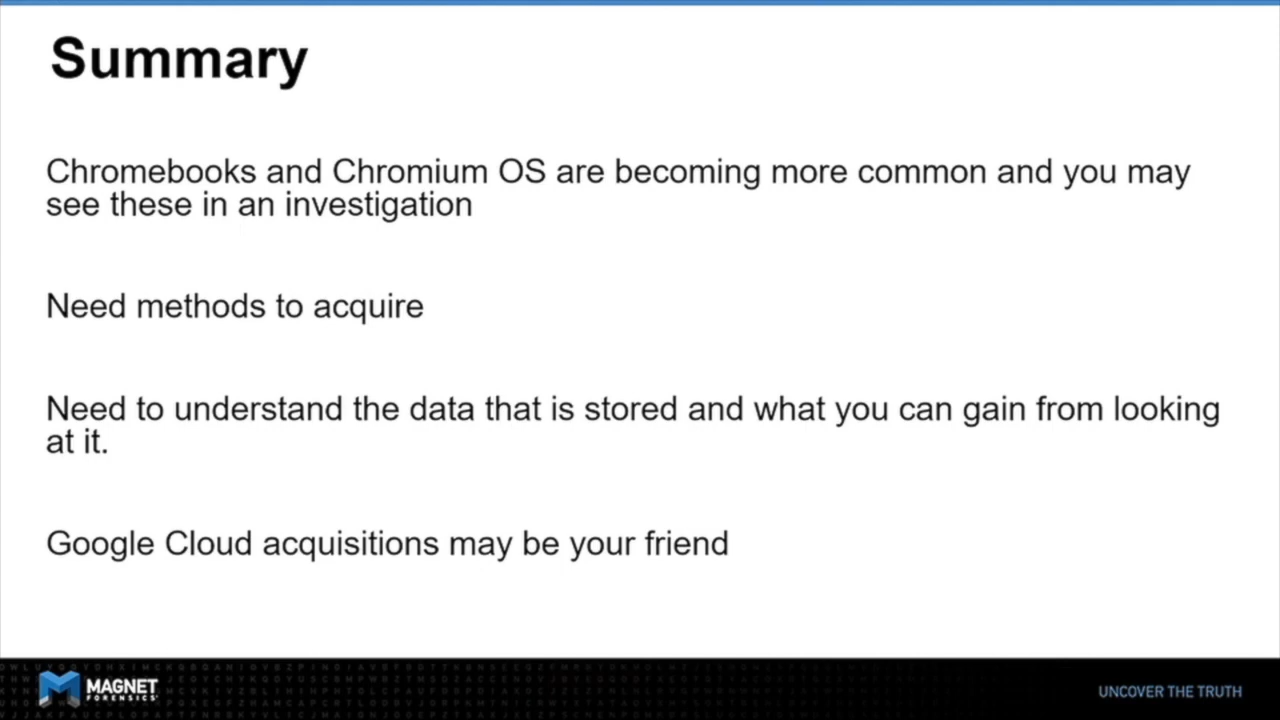 Summary
Chromebooks and Chromium OS are becoming more common and you may
see these in an investigation
Need methods to acquire
Need to understand the data that is stored and what you can gain from looking
at it.
Google Cloud acquisitions may be your friend
MAGNET
FORENSICS
UNCOVER THE TRUTH